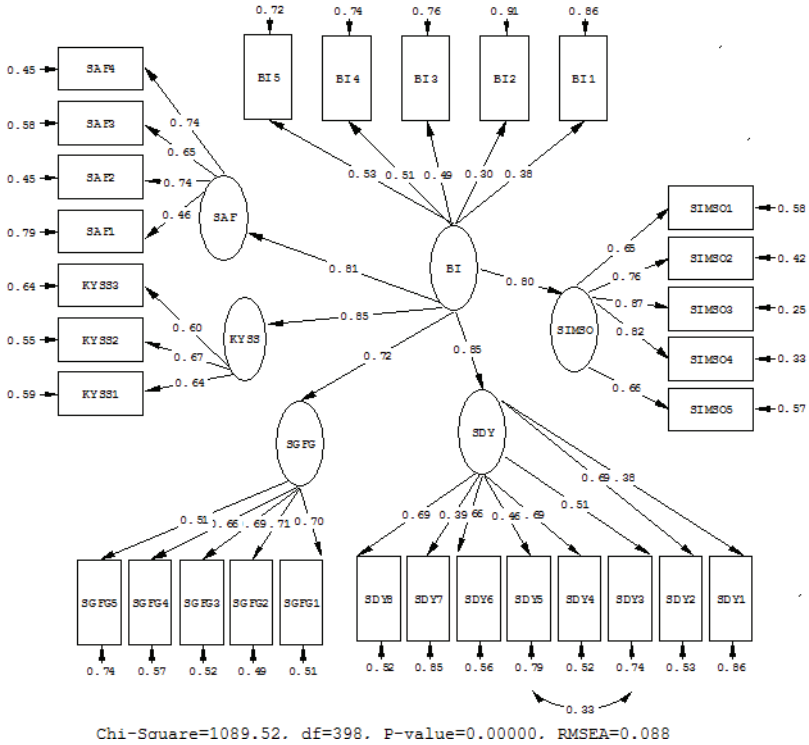 0.72 0.74 0.76 0.91 0.86
BI5 BI4 BI3 BI2 BI1
0.53 0.51 0.49 0.30 0.38
0.45 SAF4 0.74
0.58 SAF3 0.65
0.45 SAF2 0.74
0.79 SAF1 0.46
SAF
0.64 KYSS3 0.60
0.55 KYSS2 0.67
0.59 KYSS1 0.64
KYSS
BI
0.81
0.85
0.72
0.85
0.80
SIMSO
0.65 SIMSO1 0.58
0.76 SIMSO2 0.42
0.87 SIMSO3 0.25
0.82 SIMSO4 0.33
0.66 SIMSO5 0.57
SGFG
SDY
0.51 0.66 .69 .71 0.70
0.69 0.39 66 0.46 .69 0.51 0.69 .38
SGFG5 SGFG4 SGFG3 SGFG2 SGFG1
SDY8 SDY7 SDY6 SDY5 SDY4 SDY3 SDY2 SDY1
0.74 0.57 0.52 0.49 0.51
0.52 0.85 0.56 0.79 0.52 0.74 0.53 0.86
0.33
Chi-Square=1089.52, df=398, P-value=0.00000, RMSEA=0.088